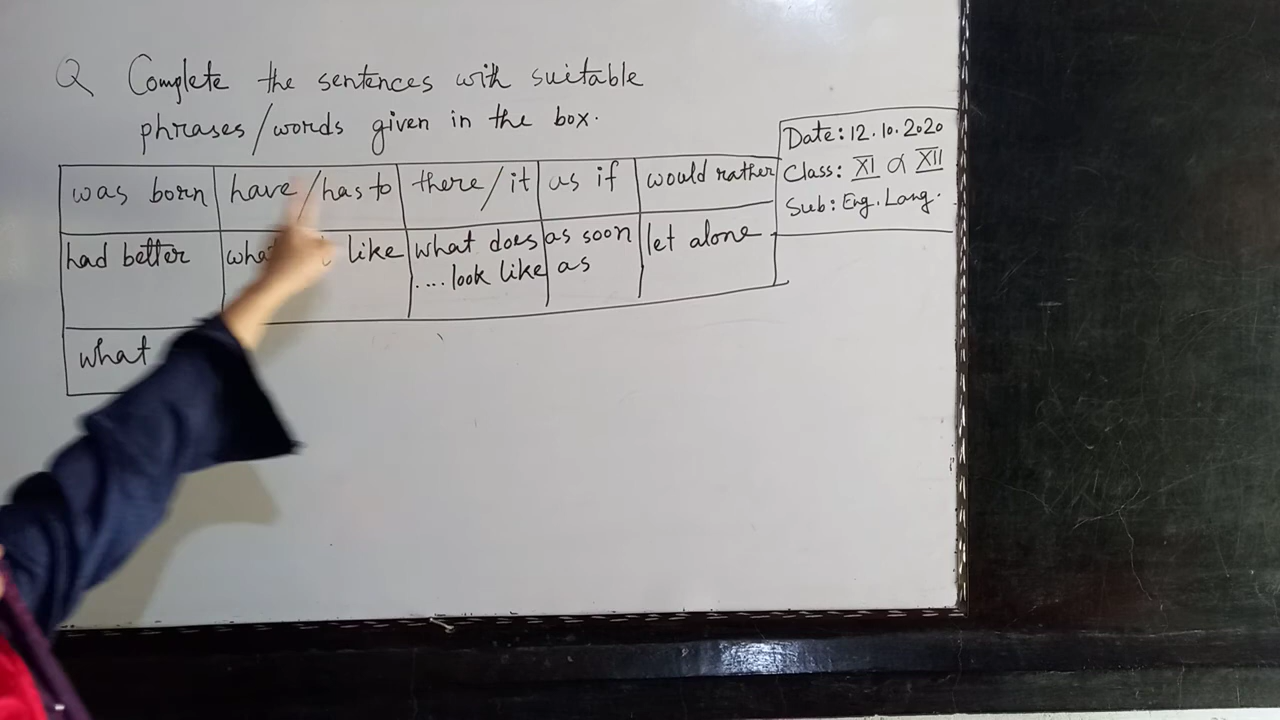 Q Complete the sentences with suitable
phrases/words given in the box.
Date: 12.10.2020
Class: XI & XII
Sub: Eng. Lang.
was born have/has to there/it as if would rather
had better like what does ....look like as soon as let alone
what